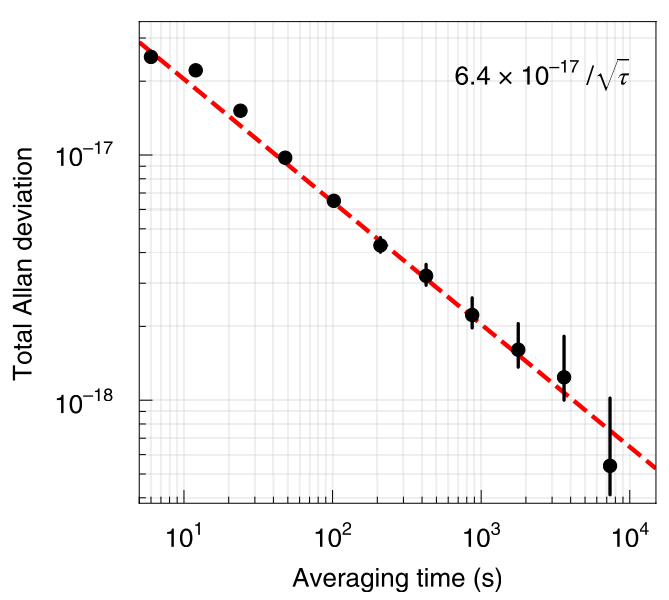 6.4 × 10⁻¹⁷ /√τ
Total Allan deviation
10⁻¹⁷
10⁻¹⁸
10¹ 10² 10³ 10⁴
Averaging time (s)